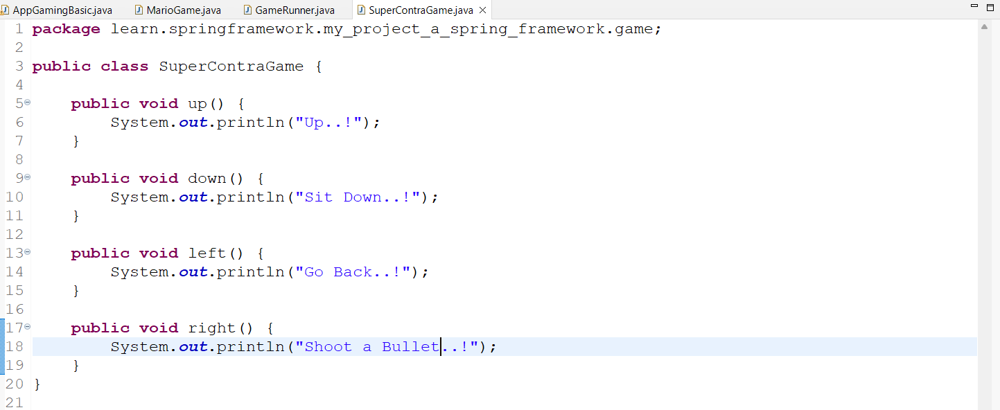 AppGamingBasic.java MarioGame.java GameRunner.java SuperContraGame.java
1 package learn.springframework.my_project_a_spring_framework.game;
2
3 public class SuperContraGame {
4
5 public void up() {
6 System.out.println("Up..!");
7 }
8
9 public void down() {
10 System.out.println("Sit Down..!");
11 }
12
13 public void left() {
14 System.out.println("Go Back..!");
15 }
16
17 public void right() {
18 System.out.println("Shoot a Bullet..!");
19 }
20 }
21